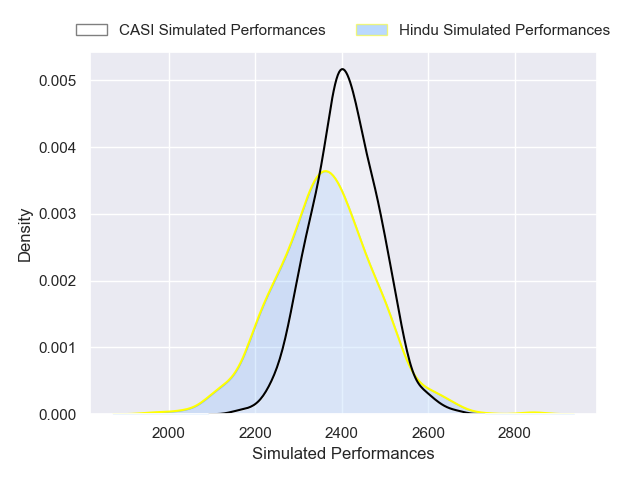 CASI Simulated Performances
Hindu Simulated Performances
0.005
0.004
0.003
0.002
0.001
0.000
Density
2000
2200
2400
2600
2800
Simulated Performances